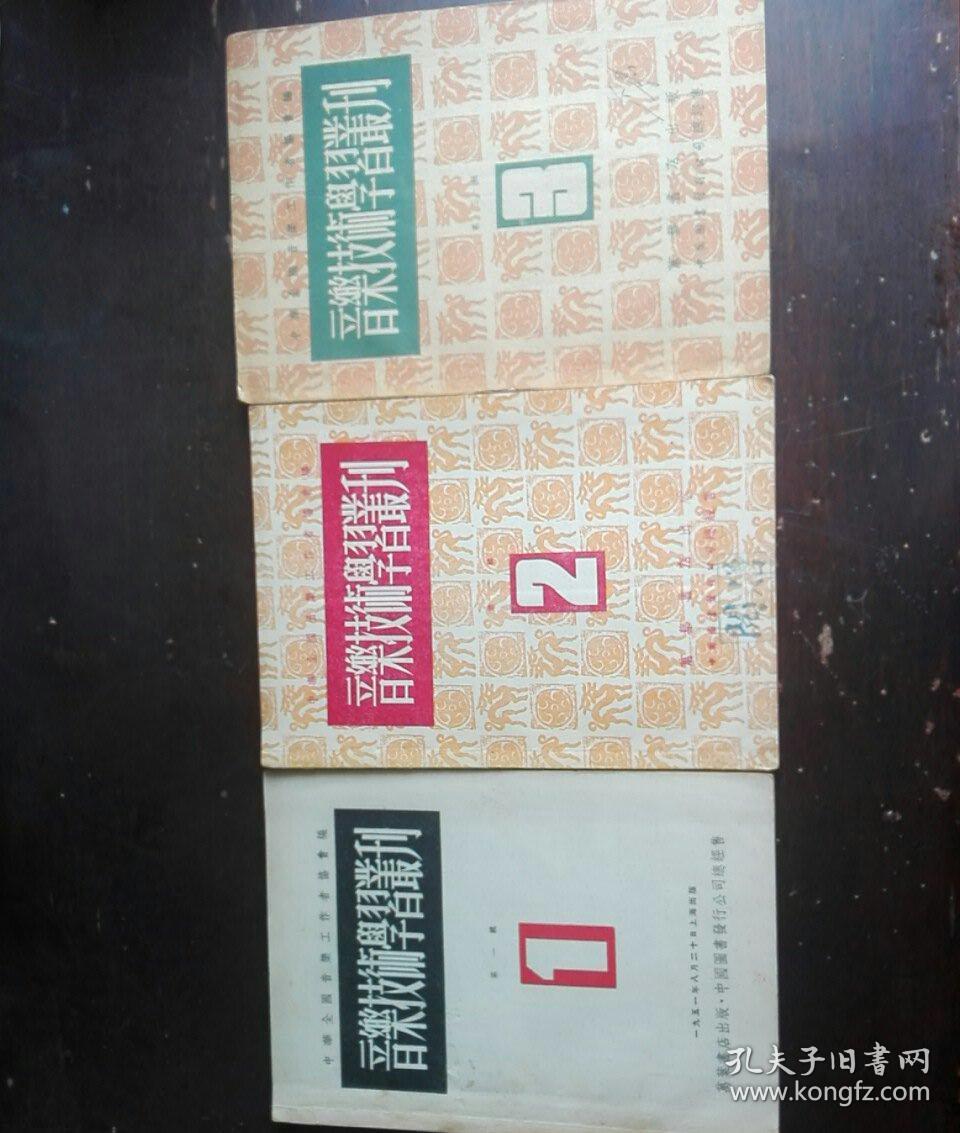 中華全國音樂工作者協會編
音樂技術學習叢刊
3
音樂技術學習叢刊
2
中華全國音樂工作者協會編
音樂技術學習叢刊
第一輯
1
一九五一年八月二十日上海出版
萬葉書店出版·中國圖書發行公司總經售
孔夫子旧书网
www.kongfz.com